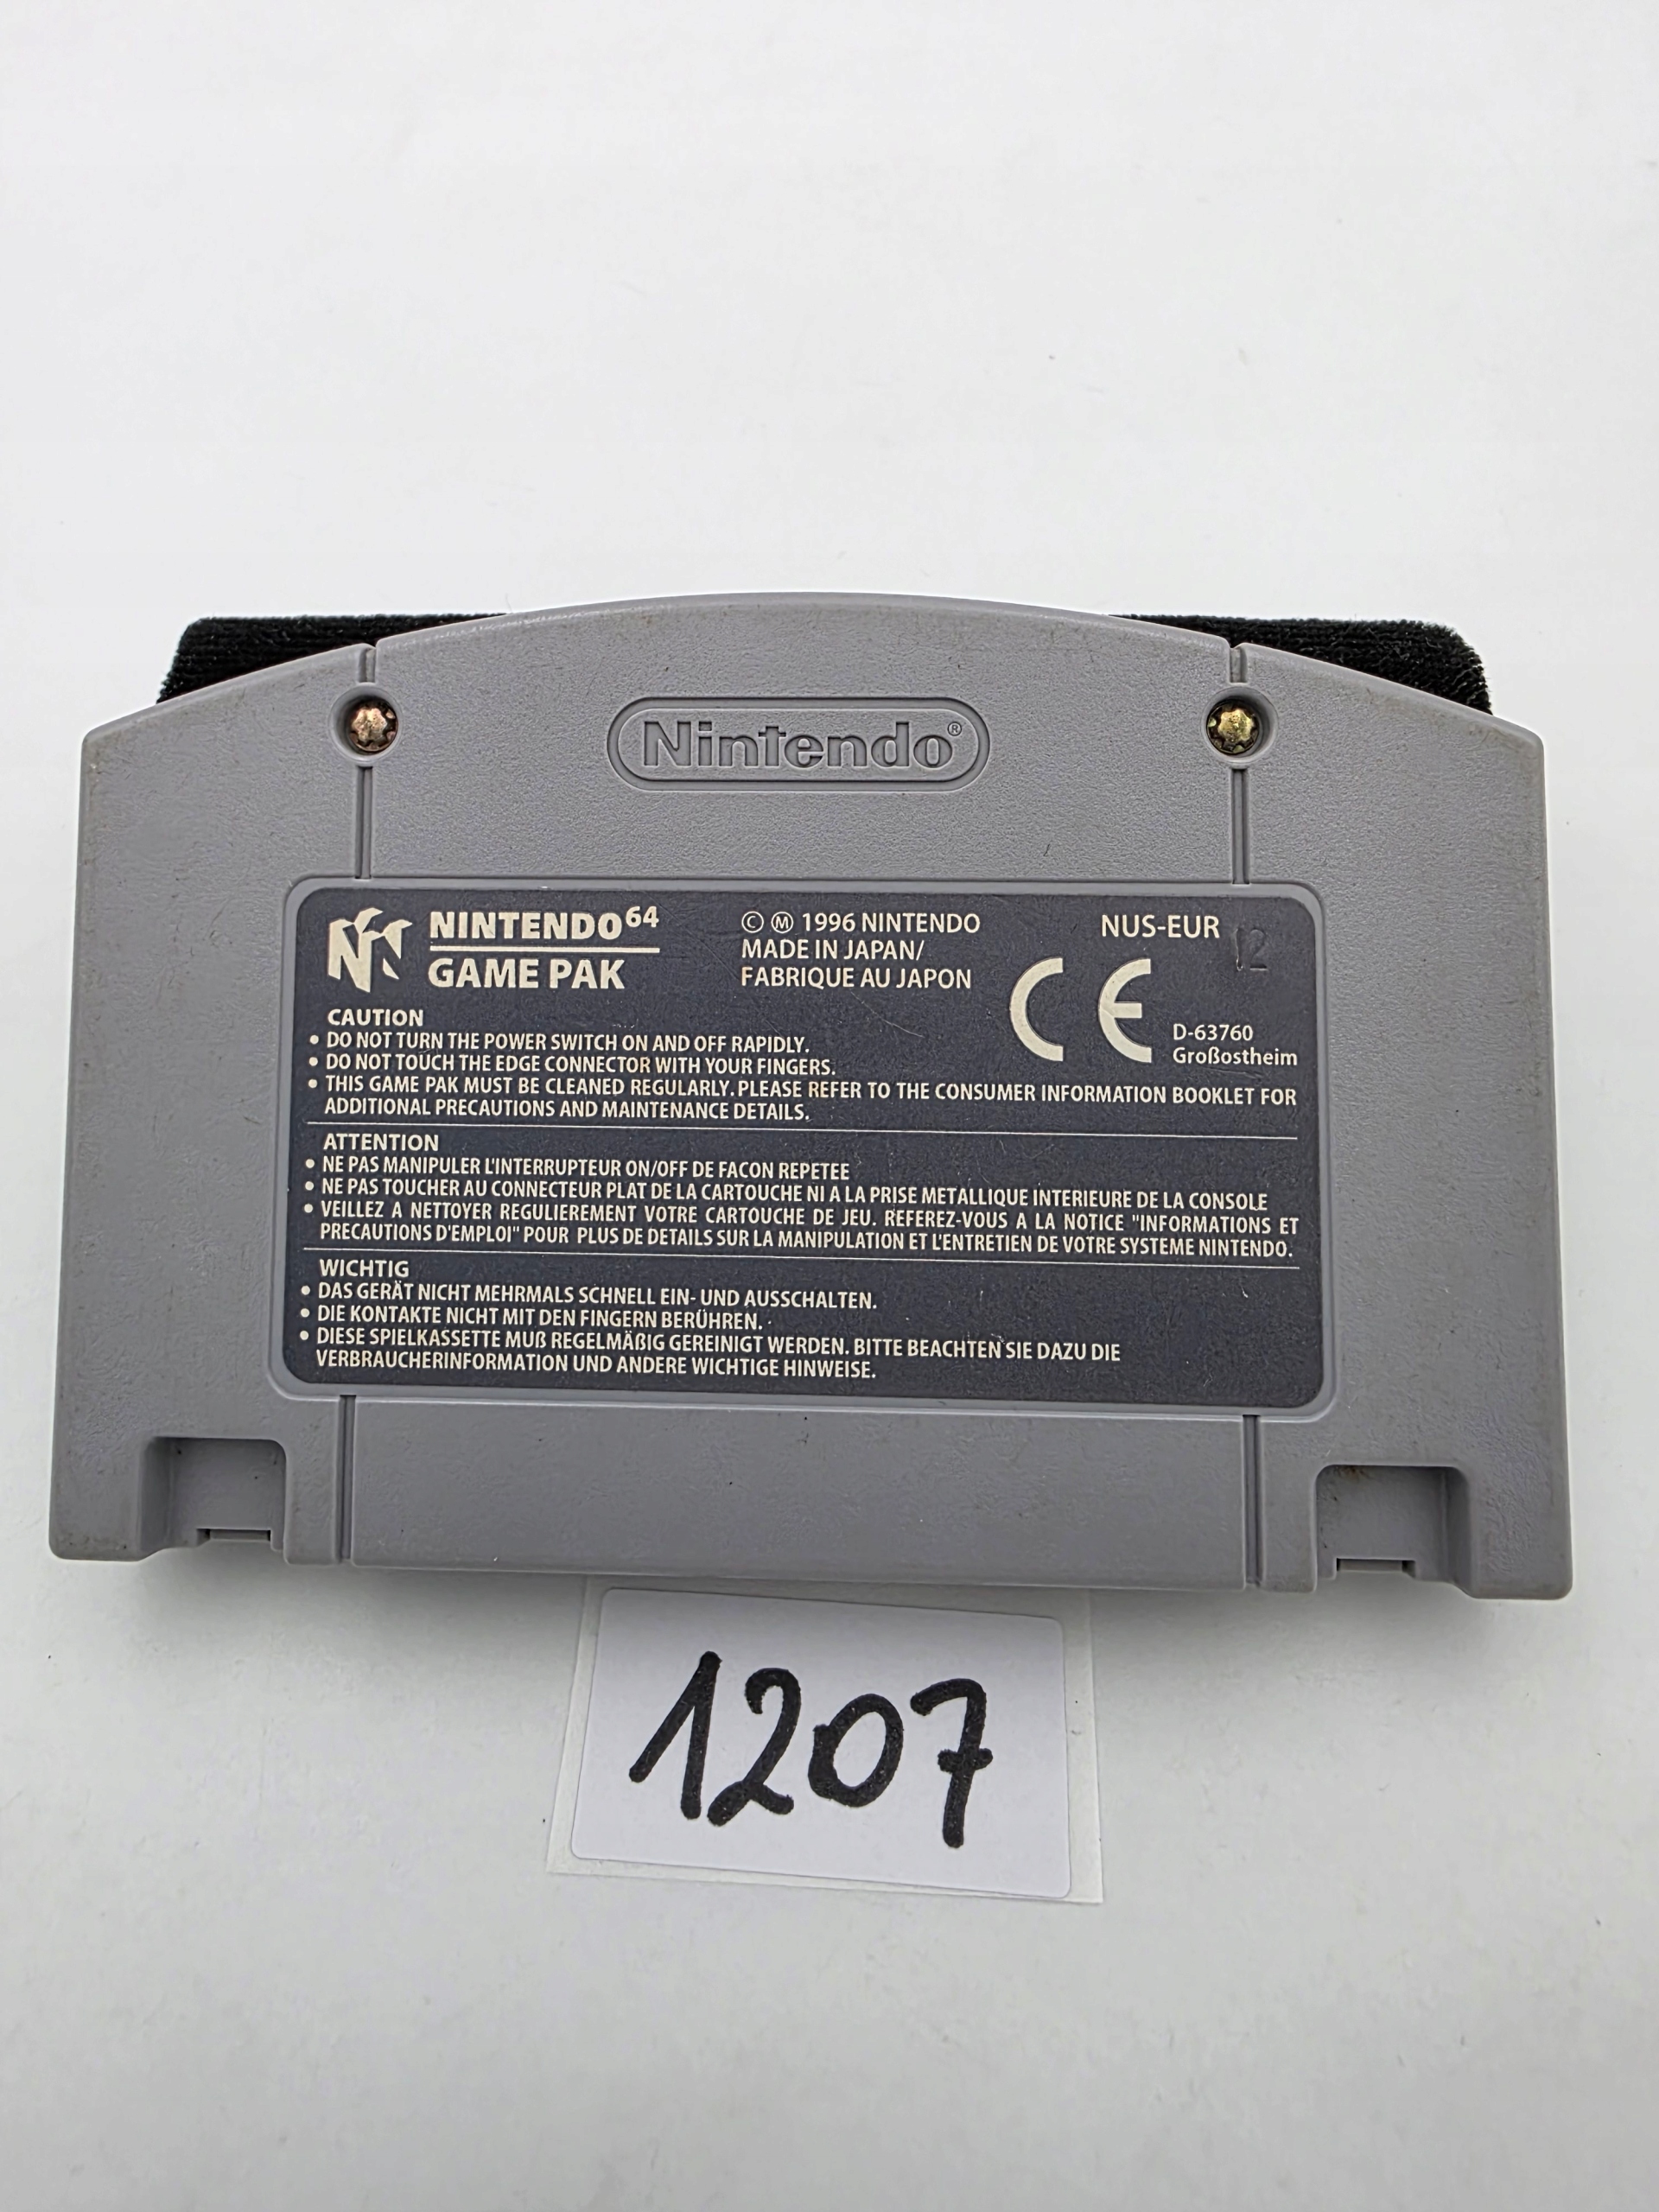 Nintendo®
NINTENDO64
GAME PAK
© Ⓜ 1996 NINTENDO
MADE IN JAPAN/
FABRIQUE AU JAPON
NUS-EUR
12
CE
D-63760
Großostheim
CAUTION
• DO NOT TURN THE POWER SWITCH ON AND OFF RAPIDLY.
• DO NOT TOUCH THE EDGE CONNECTOR WITH YOUR FINGERS.
• THIS GAME PAK MUST BE CLEANED REGULARLY. PLEASE REFER TO THE CONSUMER INFORMATION BOOKLET FOR
ADDITIONAL PRECAUTIONS AND MAINTENANCE DETAILS.
ATTENTION
• NE PAS MANIPULER L'INTERRUPTEUR ON/OFF DE FACON REPETEE
• NE PAS TOUCHER AU CONNECTEUR PLAT DE LA CARTOUCHE NI A LA PRISE METALLIQUE INTERIEURE DE LA CONSOLE
• VEILLEZ A NETTOYER REGULIEREMENT VOTRE CARTOUCHE DE JEU. REFEREZ-VOUS A LA NOTICE "INFORMATIONS ET
PRECAUTIONS D'EMPLOI" POUR PLUS DE DETAILS SUR LA MANIPULATION ET L'ENTRETIEN DE VOTRE SYSTEME NINTENDO.
WICHTIG
• DAS GERÄT NICHT MEHRMALS SCHNELL EIN- UND AUSSCHALTEN.
• DIE KONTAKTE NICHT MIT DEN FINGERN BERÜHREN.
• DIESE SPIELKASSETTE MUß REGELMÄßIG GEREINIGT WERDEN. BITTE BEACHTEN SIE DAZU DIE
VERBRAUCHERINFORMATION UND ANDERE WICHTIGE HINWEISE.
1207